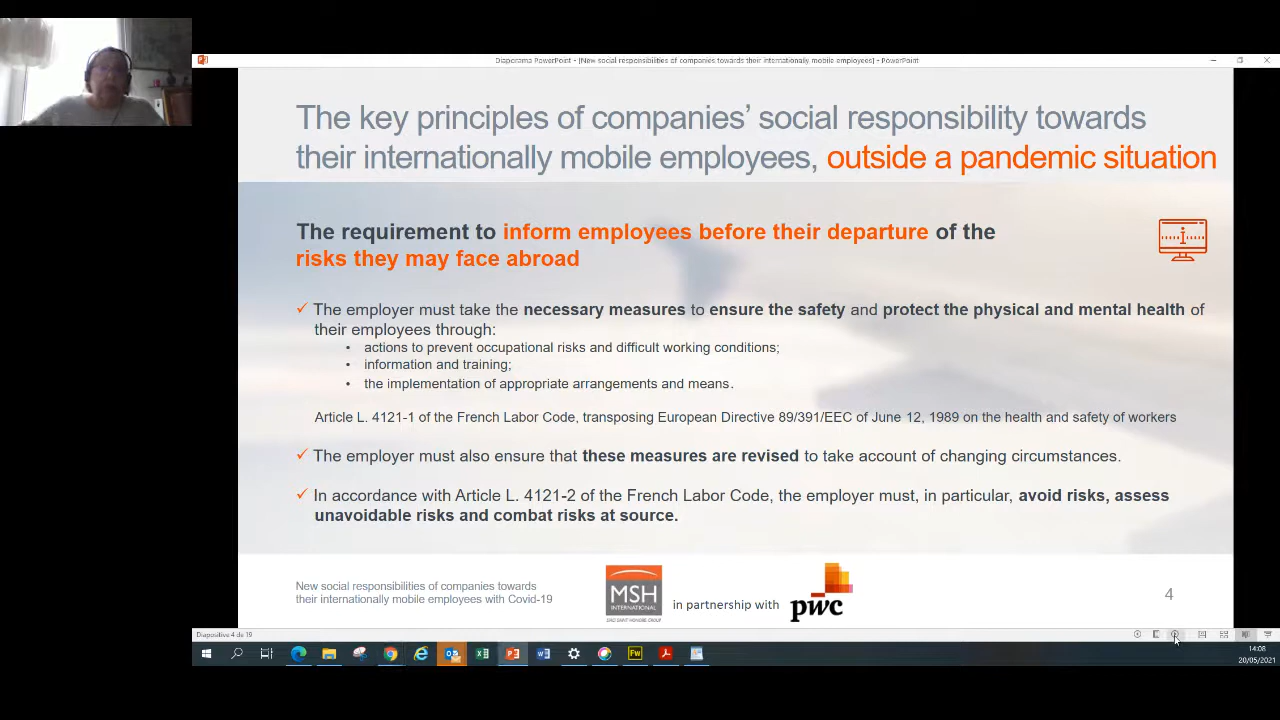 Diaporama PowerPoint - [New social responsibilities of companies towards their internationally mobile employees] - PowerPoint
The key principles of companies’ social responsibility towards
their internationally mobile employees, outside a pandemic situation
The requirement to inform employees before their departure of the
risks they may face abroad
✓ The employer must take the necessary measures to ensure the safety and protect the physical and mental health of
their employees through:
• actions to prevent occupational risks and difficult working conditions;
• information and training;
• the implementation of appropriate arrangements and means.
Article L. 4121-1 of the French Labor Code, transposing European Directive 89/391/EEC of June 12, 1989 on the health and safety of workers
✓ The employer must also ensure that these measures are revised to take account of changing circumstances.
✓ In accordance with Article L. 4121-2 of the French Labor Code, the employer must, in particular, avoid risks, assess
unavoidable risks and combat risks at source.
New social responsibilities of companies towards
their internationally mobile employees with Covid-19
MSH
INTERNATIONAL
in partnership with
pwc
4
Diapositive 4 de 19
Fw
14:08
20/05/2021